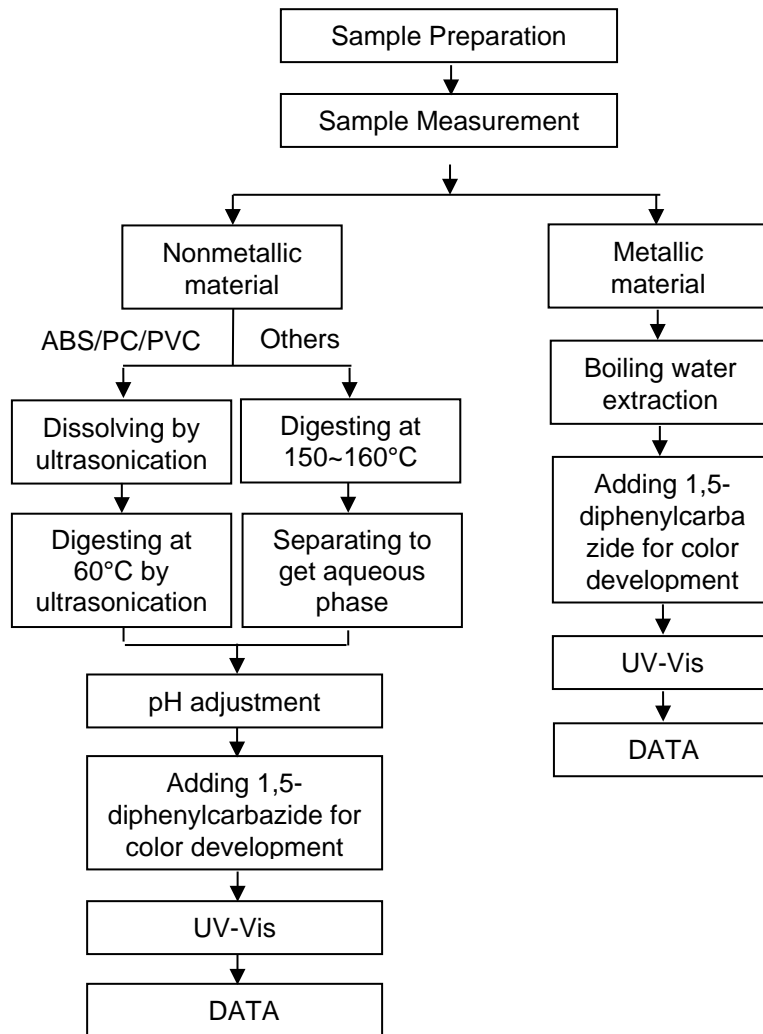 Sample Preparation
Sample Measurement
Nonmetallic
material
ABS/PC/PVC
Others
Dissolving by
ultrasonication
Digesting at
150~160°C
Digesting at
60°C by
ultrasonication
Separating to
get aqueous
phase
pH adjustment
Adding 1,5-
diphenylcarbazide for
color development
UV-Vis
DATA
Metallic
material
Boiling water
extraction
Adding 1,5-
diphenylcarba
zide for color
development
UV-Vis
DATA